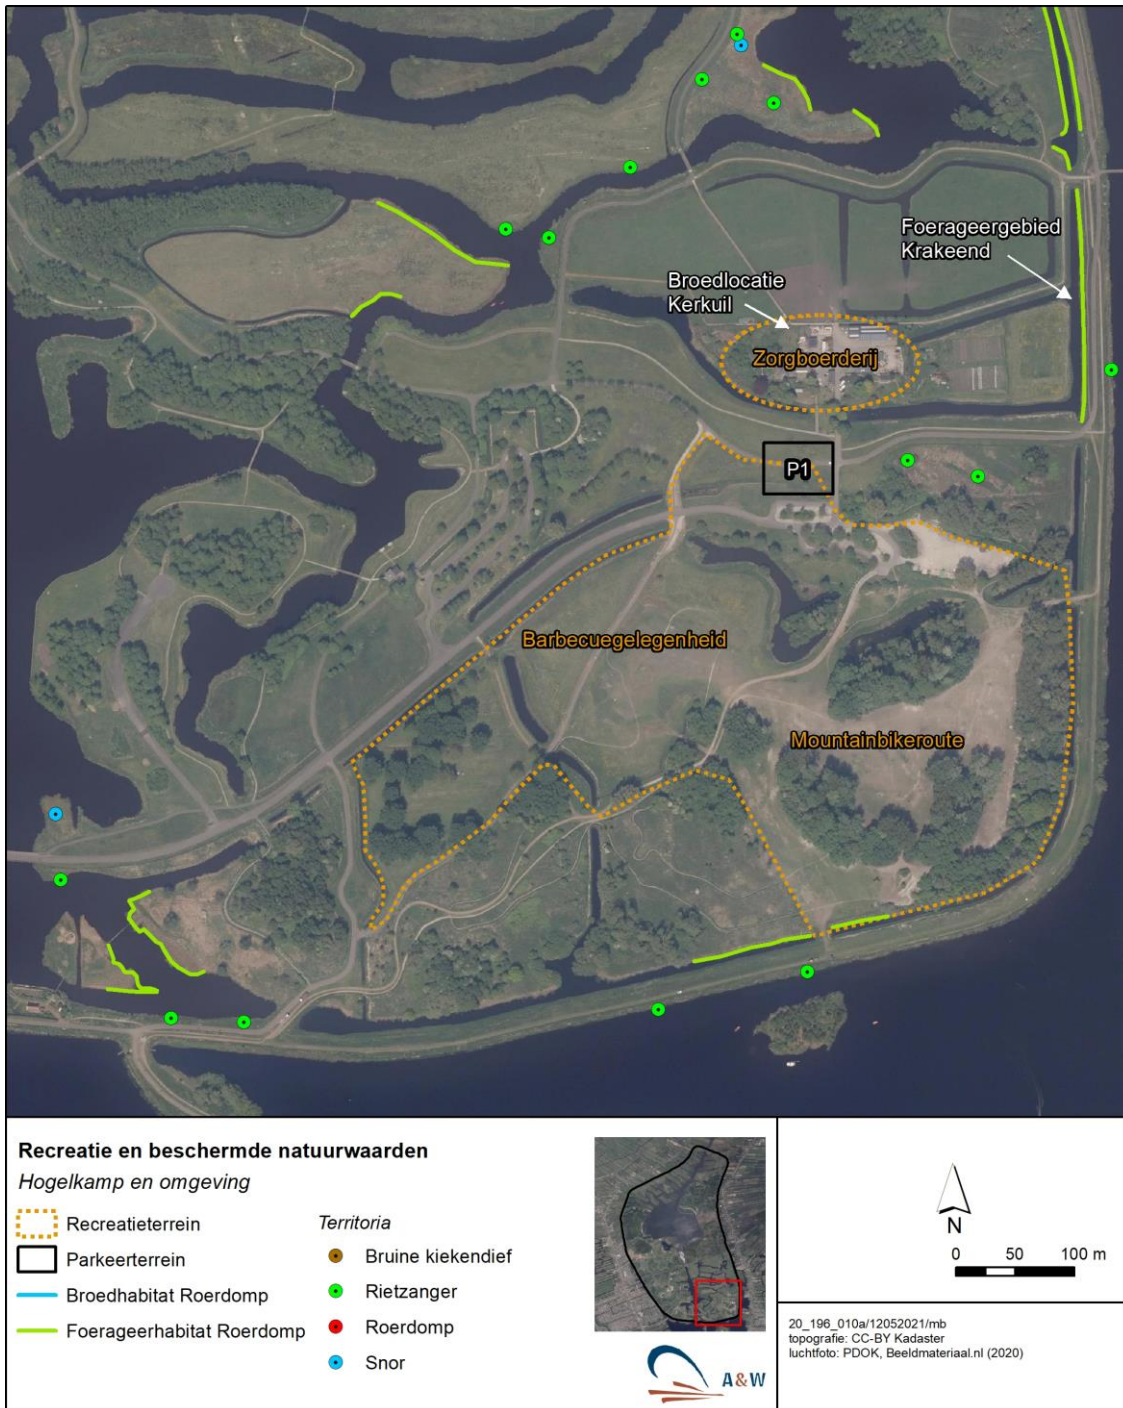 Foerageergebied
Krakeend
Broedlocatie
Kerkuil
Zorgboerderij
P1
Barbecuegelegenheid
Mountainbikeroute
Recreatie en beschermde natuurwaarden
Hogelkamp en omgeving
Recreatieterrein
Parkeerterrein
Broedhabitat Roerdomp
Foerageerhabitat Roerdomp
Territoria
Bruine kiekendief
Rietzanger
Roerdomp
Snor
A&W
N
0 50 100 m
20_196_010a/12052021/mb
topografie: CC-BY Kadaster
luchtfoto: PDOK, Beeldmateriaal.nl (2020)